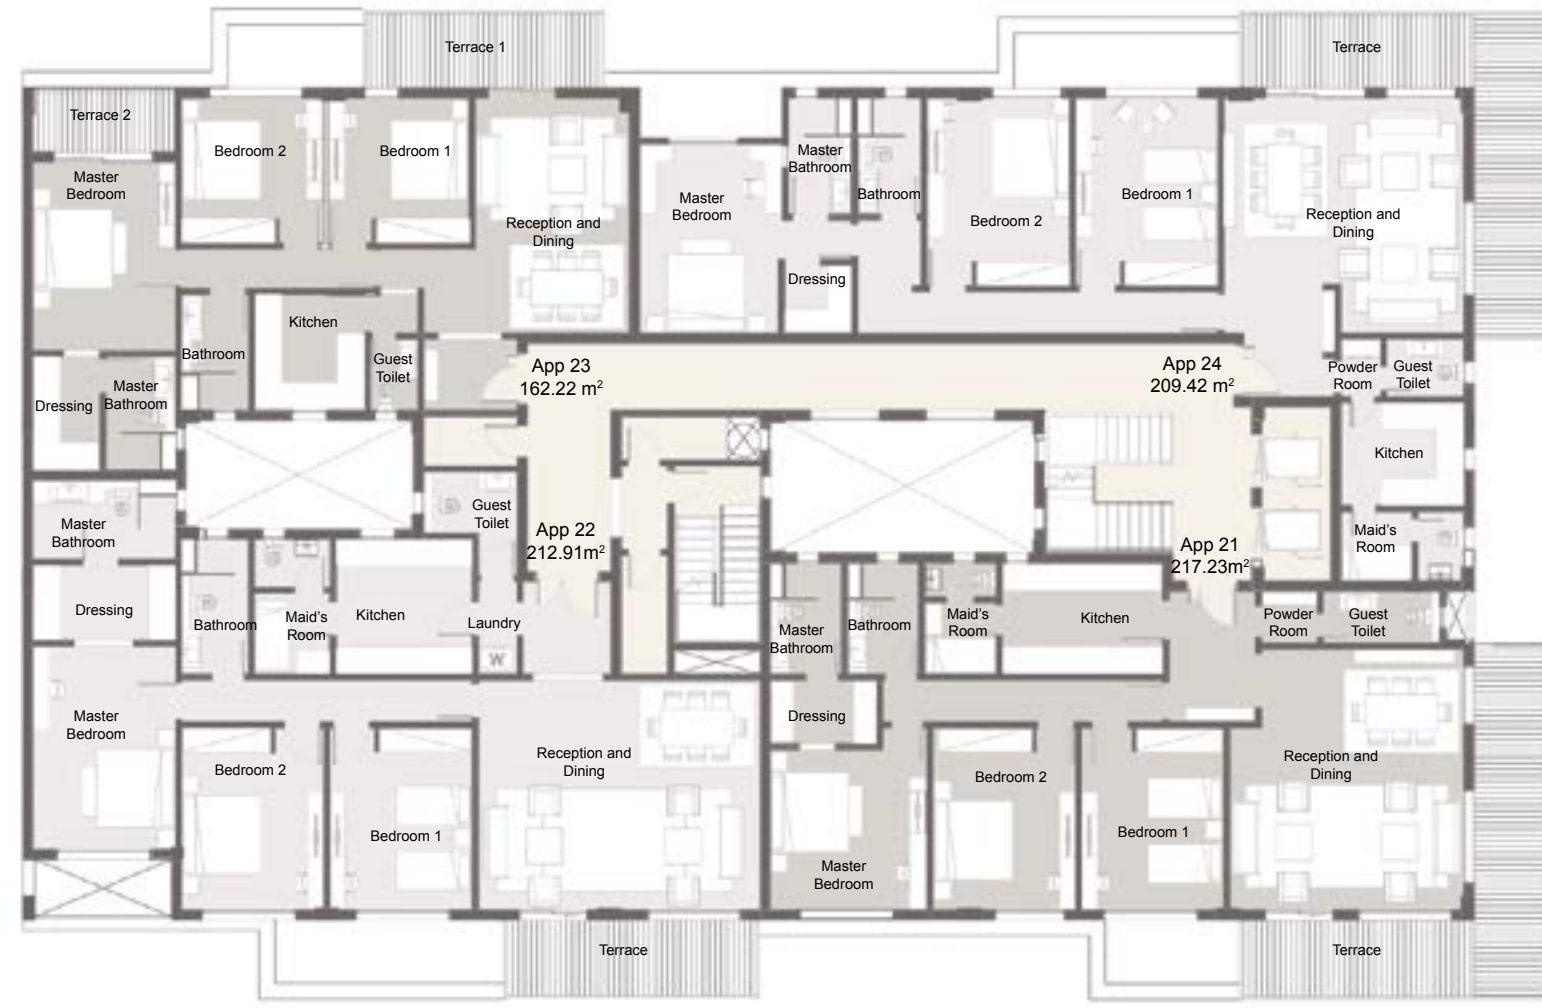 Terrace 1
Terrace
Terrace 2
Bedroom 2
Bedroom 1
Master
Bedroom
Reception and
Dining
Master
Bathroom
Bathroom
Master
Bedroom
Bedroom 2
Bedroom 1
Reception and
Dining
Dressing
Kitchen
Bathroom
Guest
Toilet
App 23
162.22 m²
App 24
209.42 m²
Powder
Room
Guest
Toilet
Dressing
Master
Bathroom
Kitchen
Guest
Toilet
Master
Bathroom
App 22
212.91m²
App 21
217.23m²
Maid's
Room
Dressing
Bathroom
Maid's
Room
Kitchen
Laundry
W
Master
Bathroom
Bathroom
Maid's
Room
Kitchen
Powder
Room
Guest
Toilet
Master
Bedroom
Dressing
Bedroom 2
Bedroom 1
Reception and
Dining
Bedroom 2
Bedroom 1
Reception and
Dining
Master
Bedroom
Terrace
Terrace